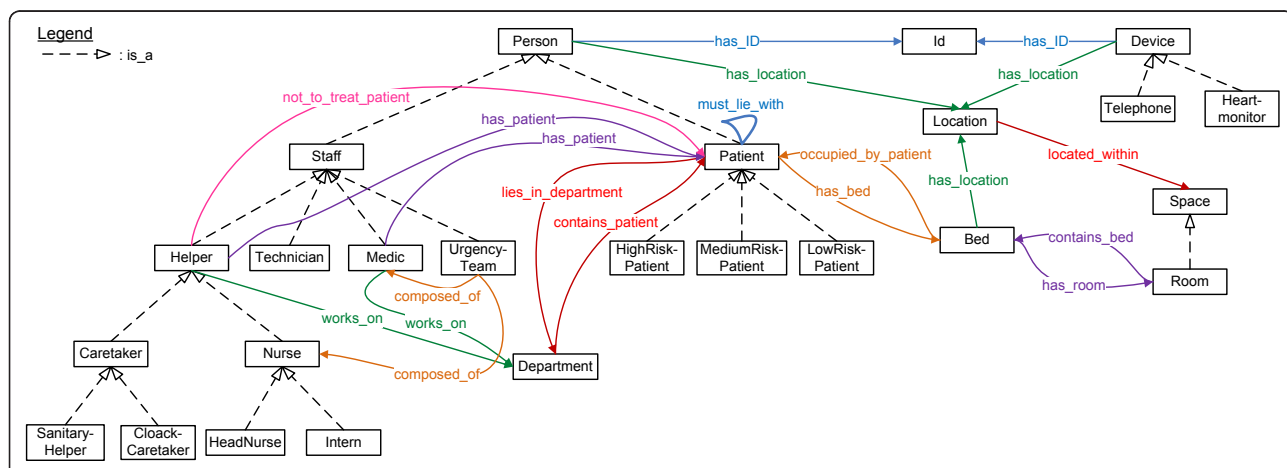 Legend
: is_a
Person
has_ID
Id
has_ID
Device
has_location
has_location
not_to_treat_patient
must_lie_with
Telephone
Heart-
monitor
has_patient
has_patient
Location
Staff
Patient
occupied_by_patient
located_within
lies_in_department
has_bed
has_location
Space
contains_patient
Helper
Technician
Medic
Urgency-
Team
HighRisk-
Patient
MediumRisk-
Patient
LowRisk-
Patient
Bed
contains_bed
has_room
Room
composed_of
works_on
works_on
Caretaker
Nurse
composed_of
Department
Sanitary-
Helper
Cloack-
Caretaker
HeadNurse
Intern